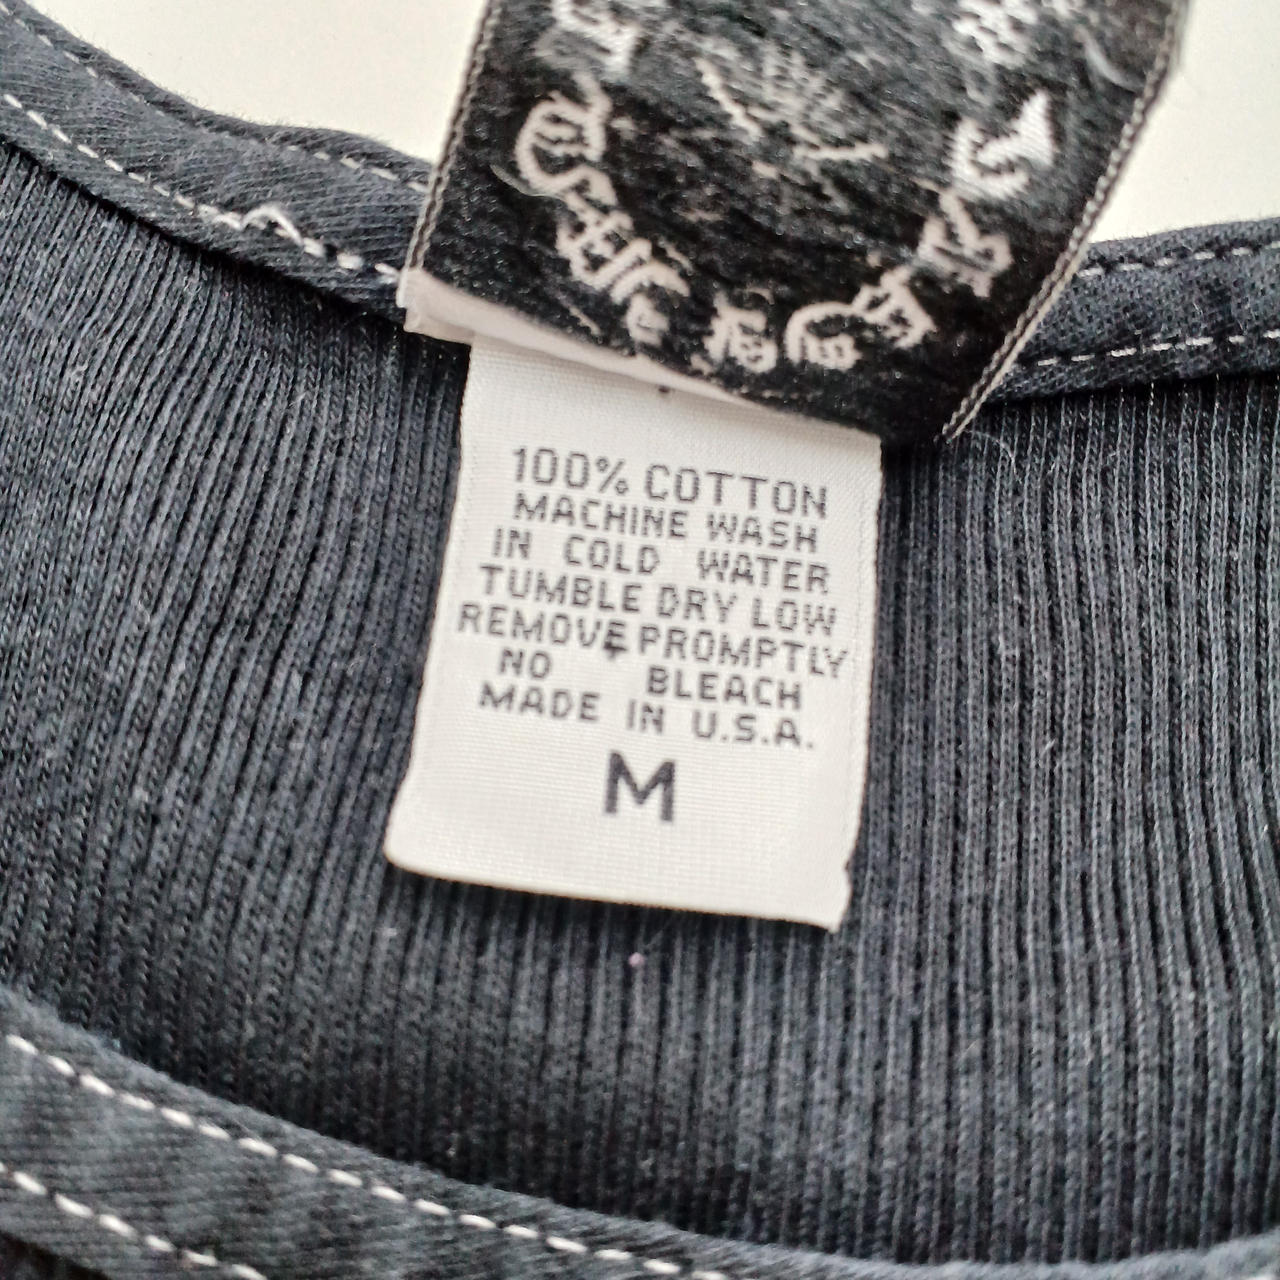 100% COTTON
MACHINE WASH
IN COLD WATER
TUMBLE DRY LOW
REMOVE PROMPTLY
NO BLEACH
MADE IN U.S.A.
M